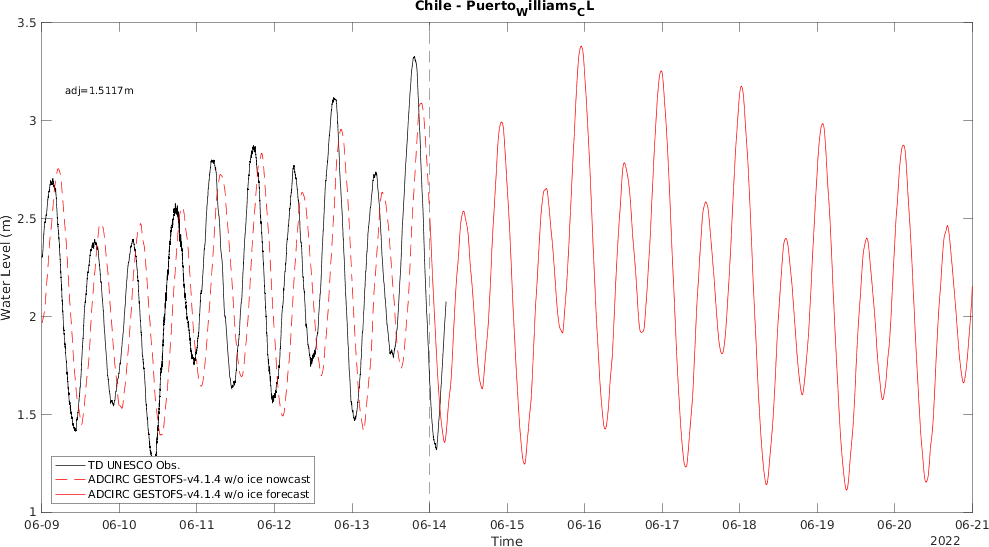 Chile - PuertoWilliamsCL
3.5
adj=1.5117m
3
2.5
Water Level (m)
2
1.5
TD UNESCO Obs.
ADCIRC GESTOFS-v4.1.4 w/o ice nowcast
ADCIRC GESTOFS-v4.1.4 w/o ice forecast
1
06-09 06-10 06-11 06-12 06-13 06-14 06-15 06-16 06-17 06-18 06-19 06-20 06-21
Time
2022